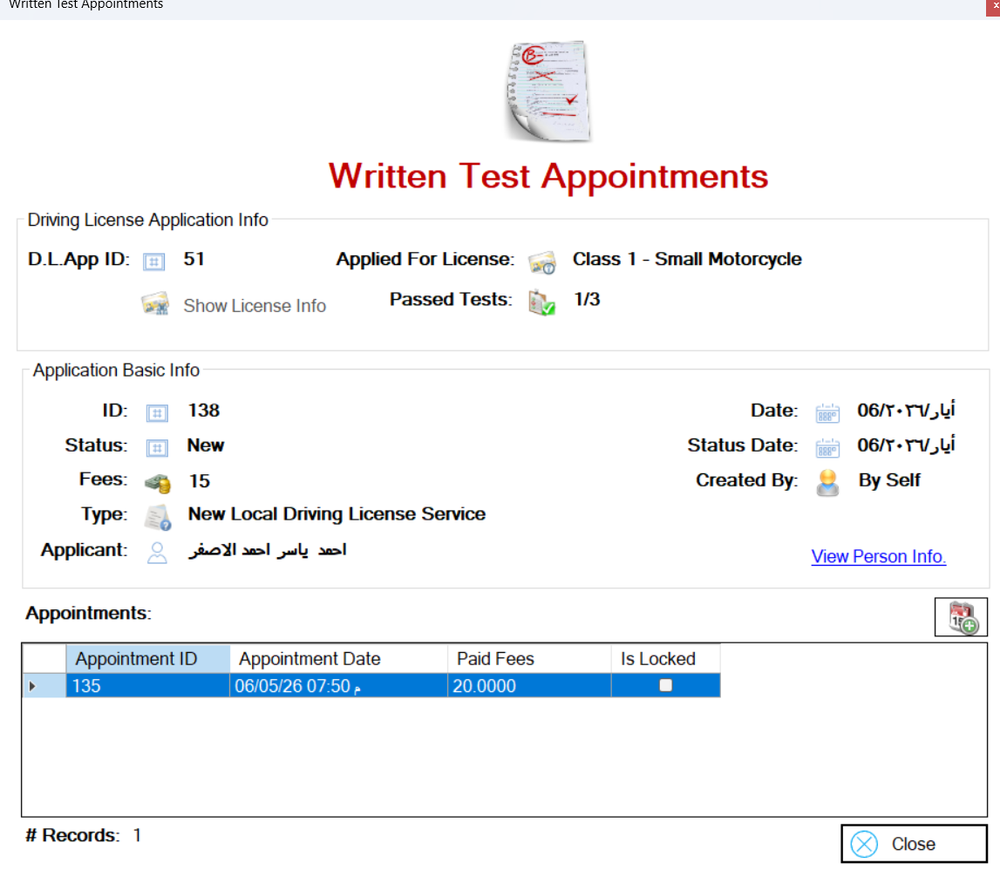 Written Test Appointments
x
Written Test Appointments
Driving License Application Info
D.L.App ID: 51 Applied For License: Class 1 - Small Motorcycle
Show License Info Passed Tests: 1/3
Application Basic Info
ID: 138 Date: 06/أيار/٢٠٢٦
Status: New Status Date: 06/أيار/٢٠٢٦
Fees: 15 Created By: By Self
Type: New Local Driving License Service
Applicant: احمد ياسر احمد الاصفر
View Person Info.
Appointments:
Appointment ID Appointment Date Paid Fees Is Locked
135 06/05/26 07:50 م 20.0000
# Records: 1
Close